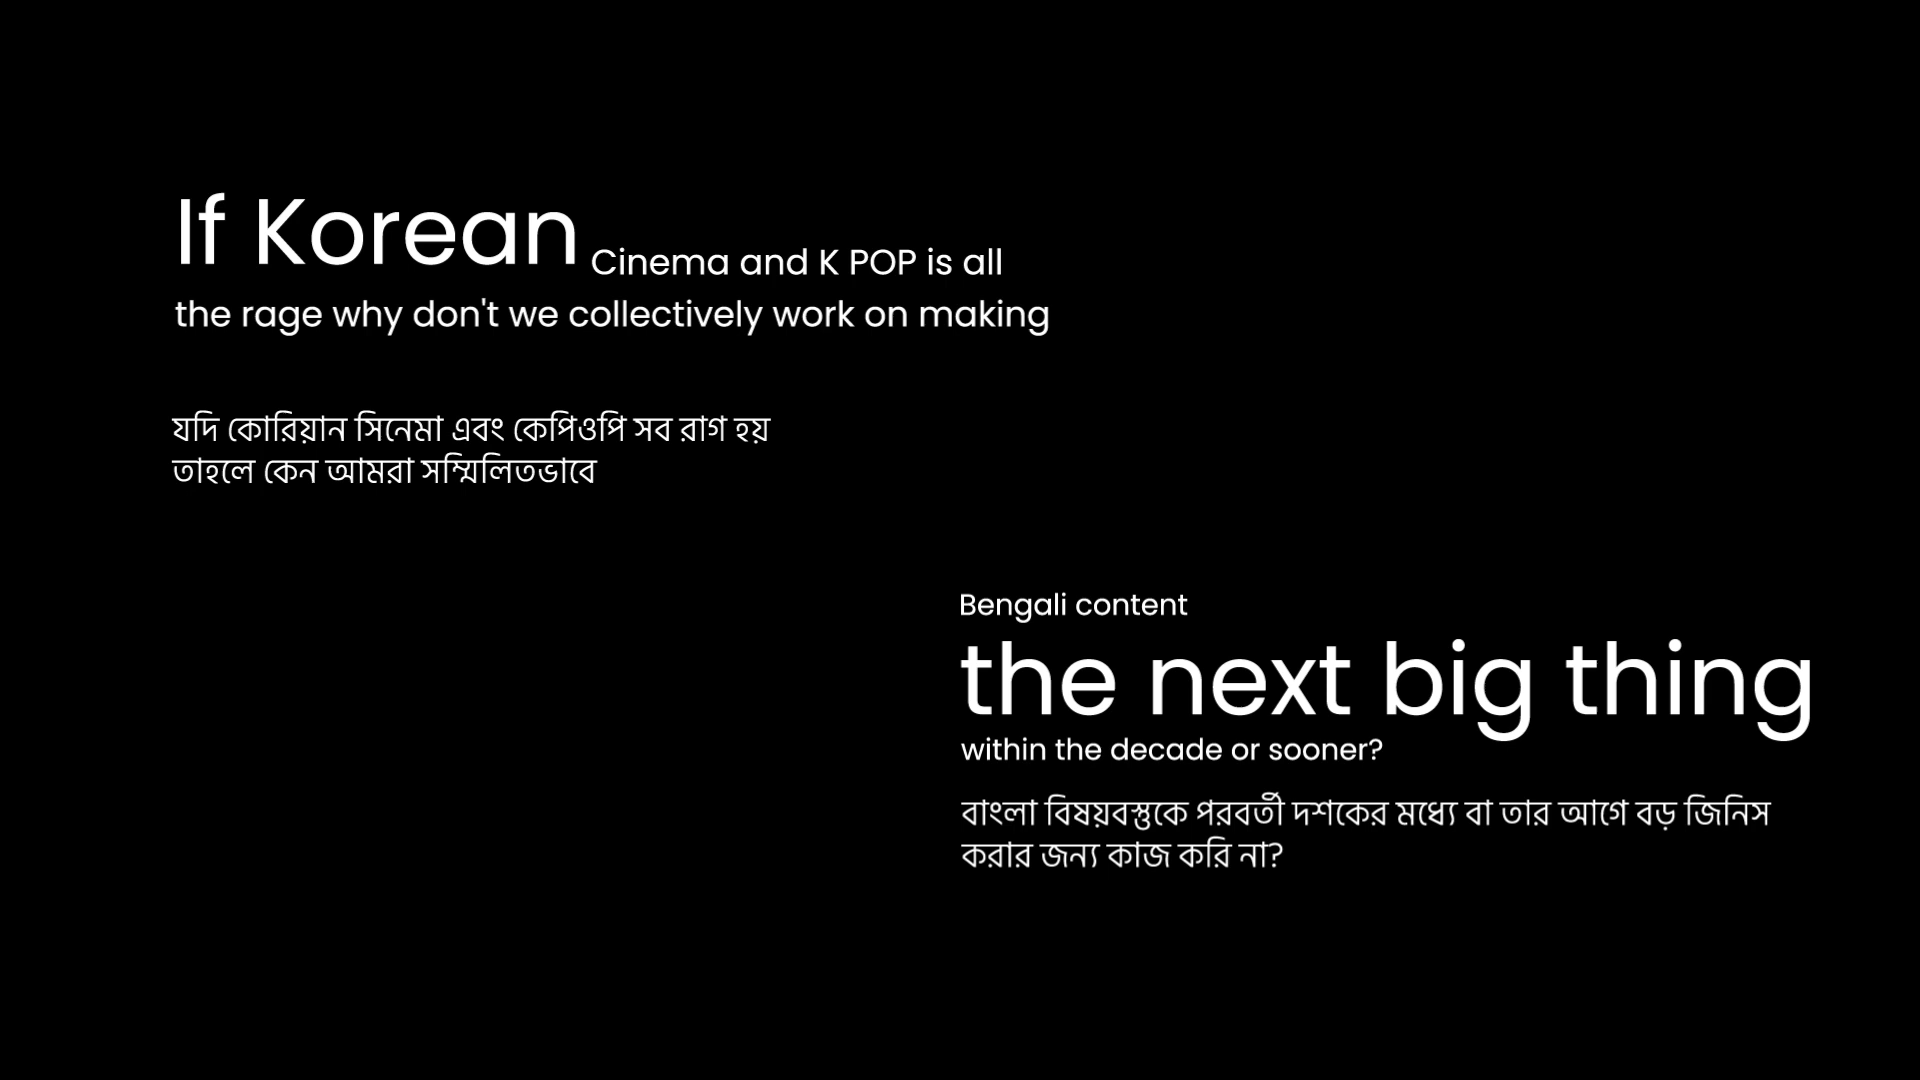 If Korean Cinema and K POP is all
the rage why don't we collectively work on making
যদি কোরিয়ান সিনেমা এবং কেপিওপি সব রাগ হয়
তাহলে কেন আমরা সম্মিলিতভাবে
Bengali content
the next big thing
within the decade or sooner?
বাংলা বিষয়বস্তুকে পরবর্তী দশকের মধ্যে বা তার আগে বড় জিনিস
করার জন্য কাজ করি না?